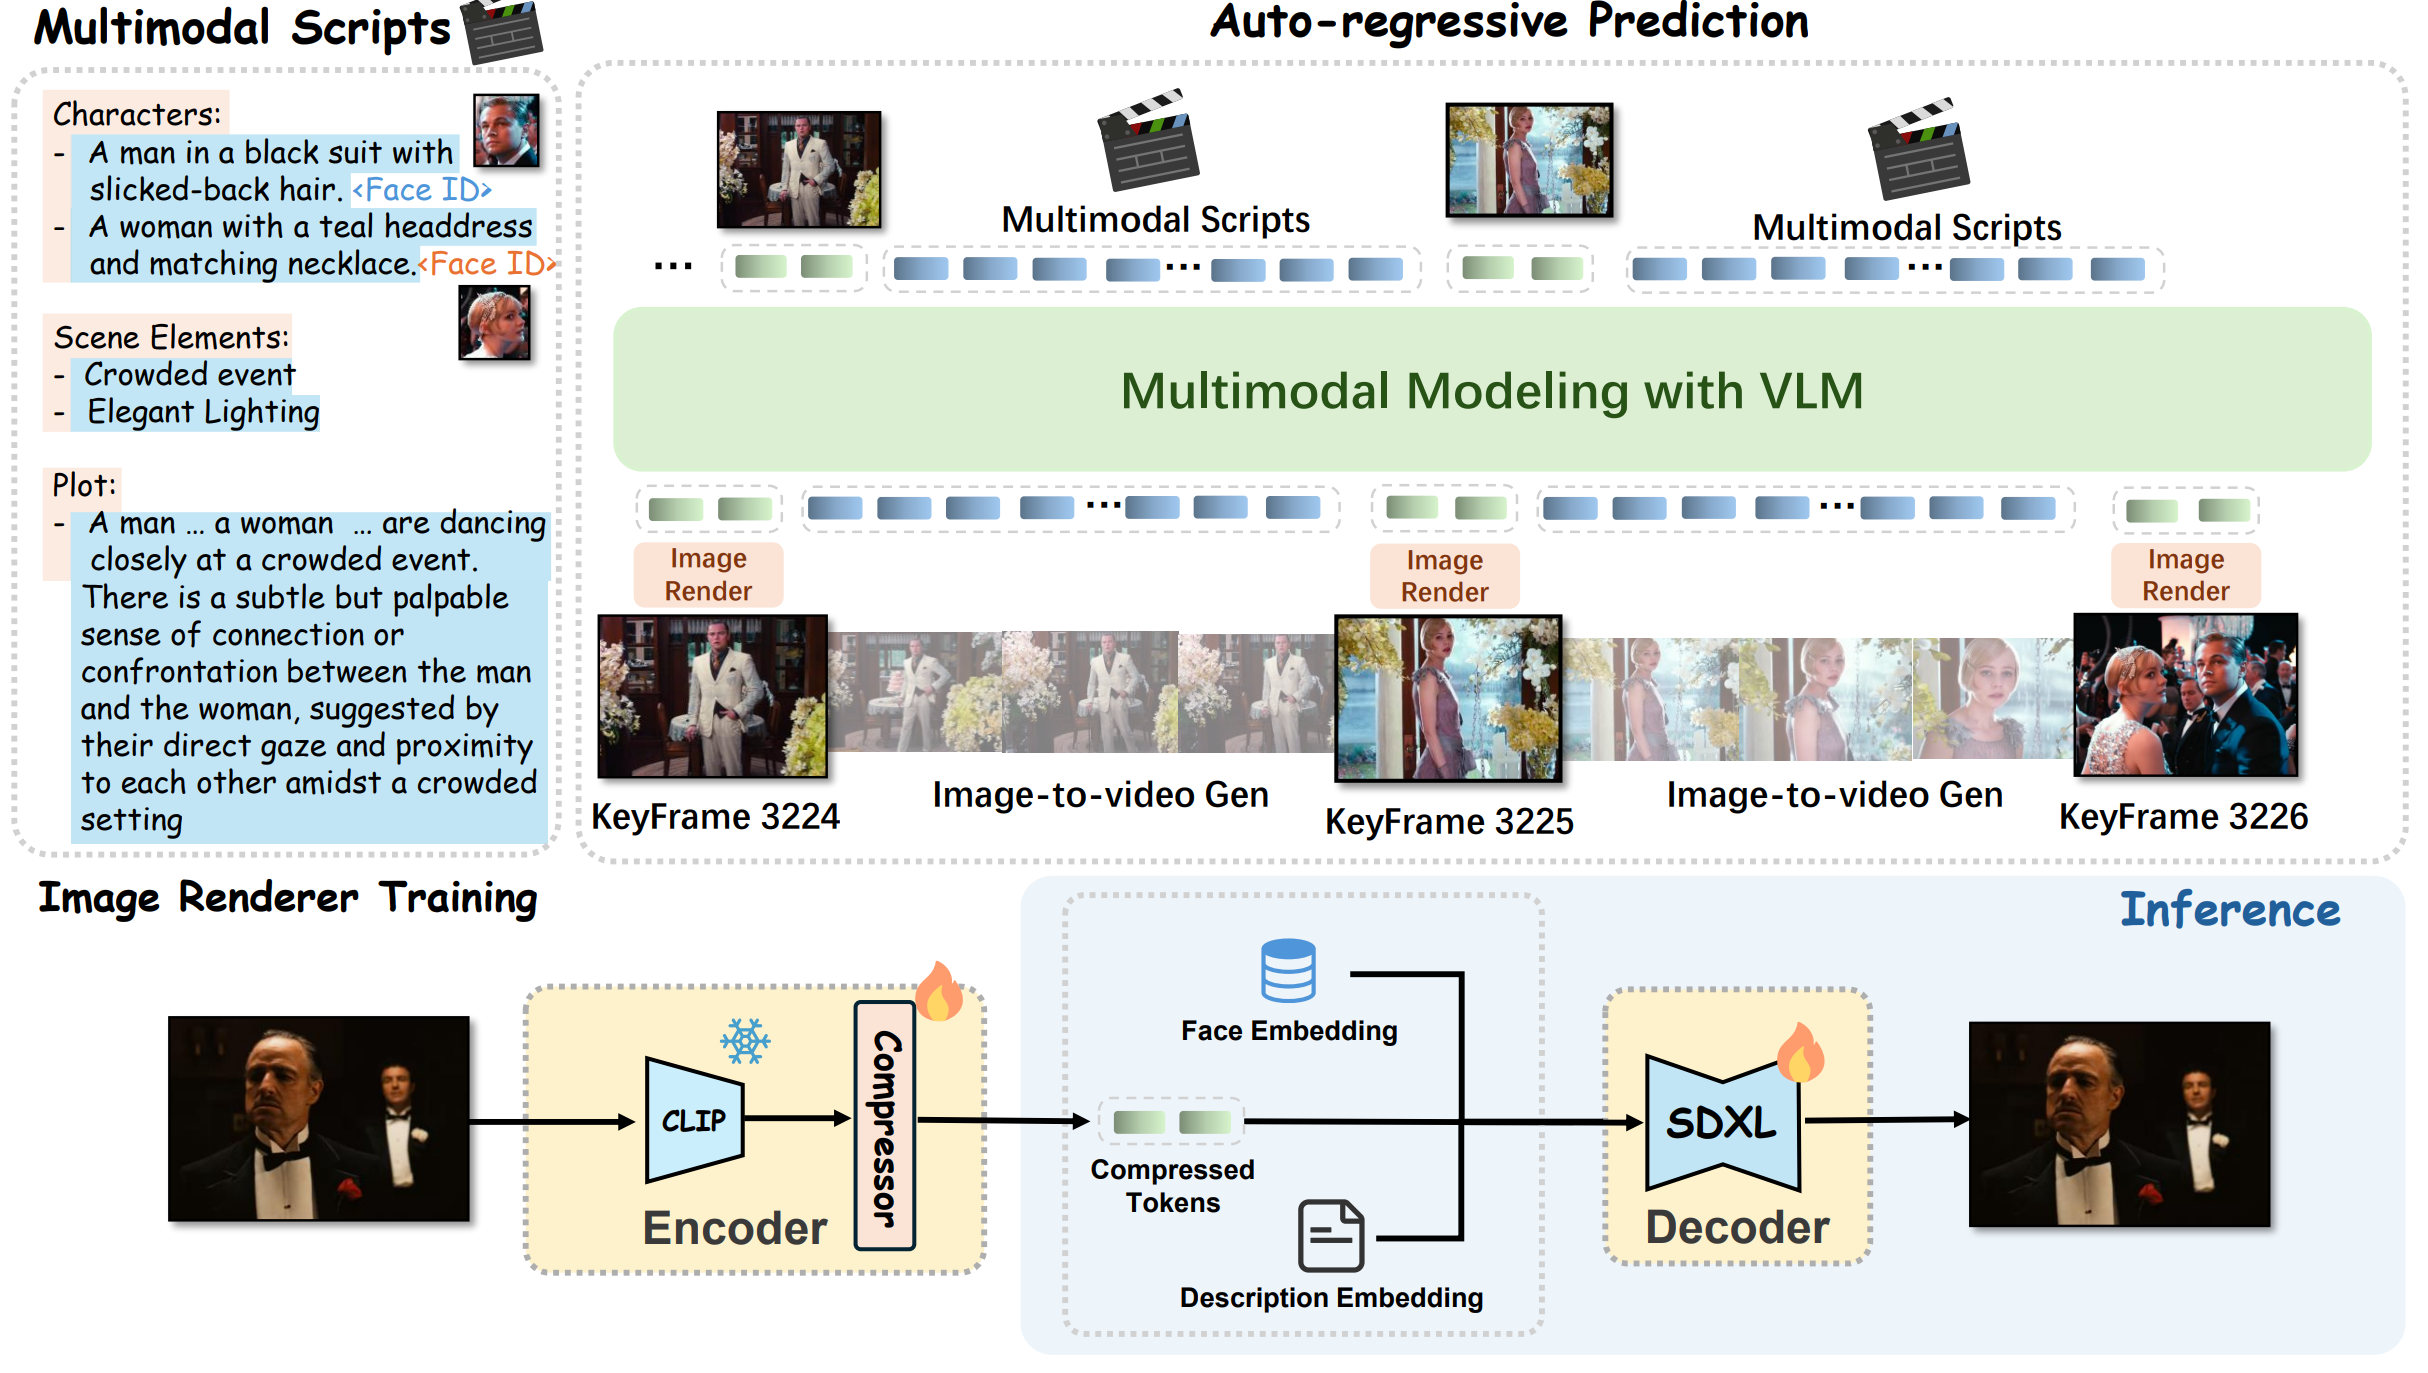 Multimodal Scripts
Characters:
- A man in a black suit with
slicked-back hair. <Face ID>
- A woman with a teal headdress
and matching necklace.<Face ID>
Scene Elements:
- Crowded event
- Elegant Lighting
Plot:
- A man ... a woman ... are dancing
closely at a crowded event.
There is a subtle but palpable
sense of connection or
confrontation between the man
and the woman, suggested by
their direct gaze and proximity
to each other amidst a crowded
setting
Auto-regressive Prediction
Multimodal Scripts
Multimodal Scripts
...
...
...
Multimodal Modeling with VLM
...
...
Image
Render
Image
Render
Image
Render
Image-to-video Gen
Image-to-video Gen
KeyFrame 3224
KeyFrame 3225
KeyFrame 3226
Image Renderer Training
Inference
CLIP
Compressor
Encoder
Face Embedding
Compressed
Tokens
Description Embedding
SDXL
Decoder